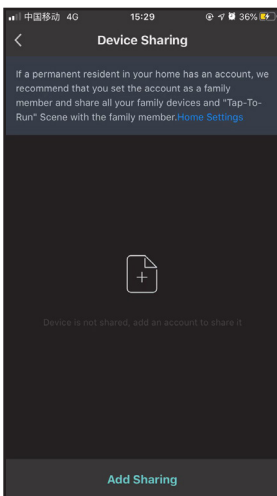 中国移动 4G 15:29 36%
Device Sharing
If a permanent resident in your home has an account, we
recommend that you set the account as a family
member and share all your family devices and "Tap-To-
Run" Scene with the family member.Home Settings
Device is not shared, add an account to share it
Add Sharing